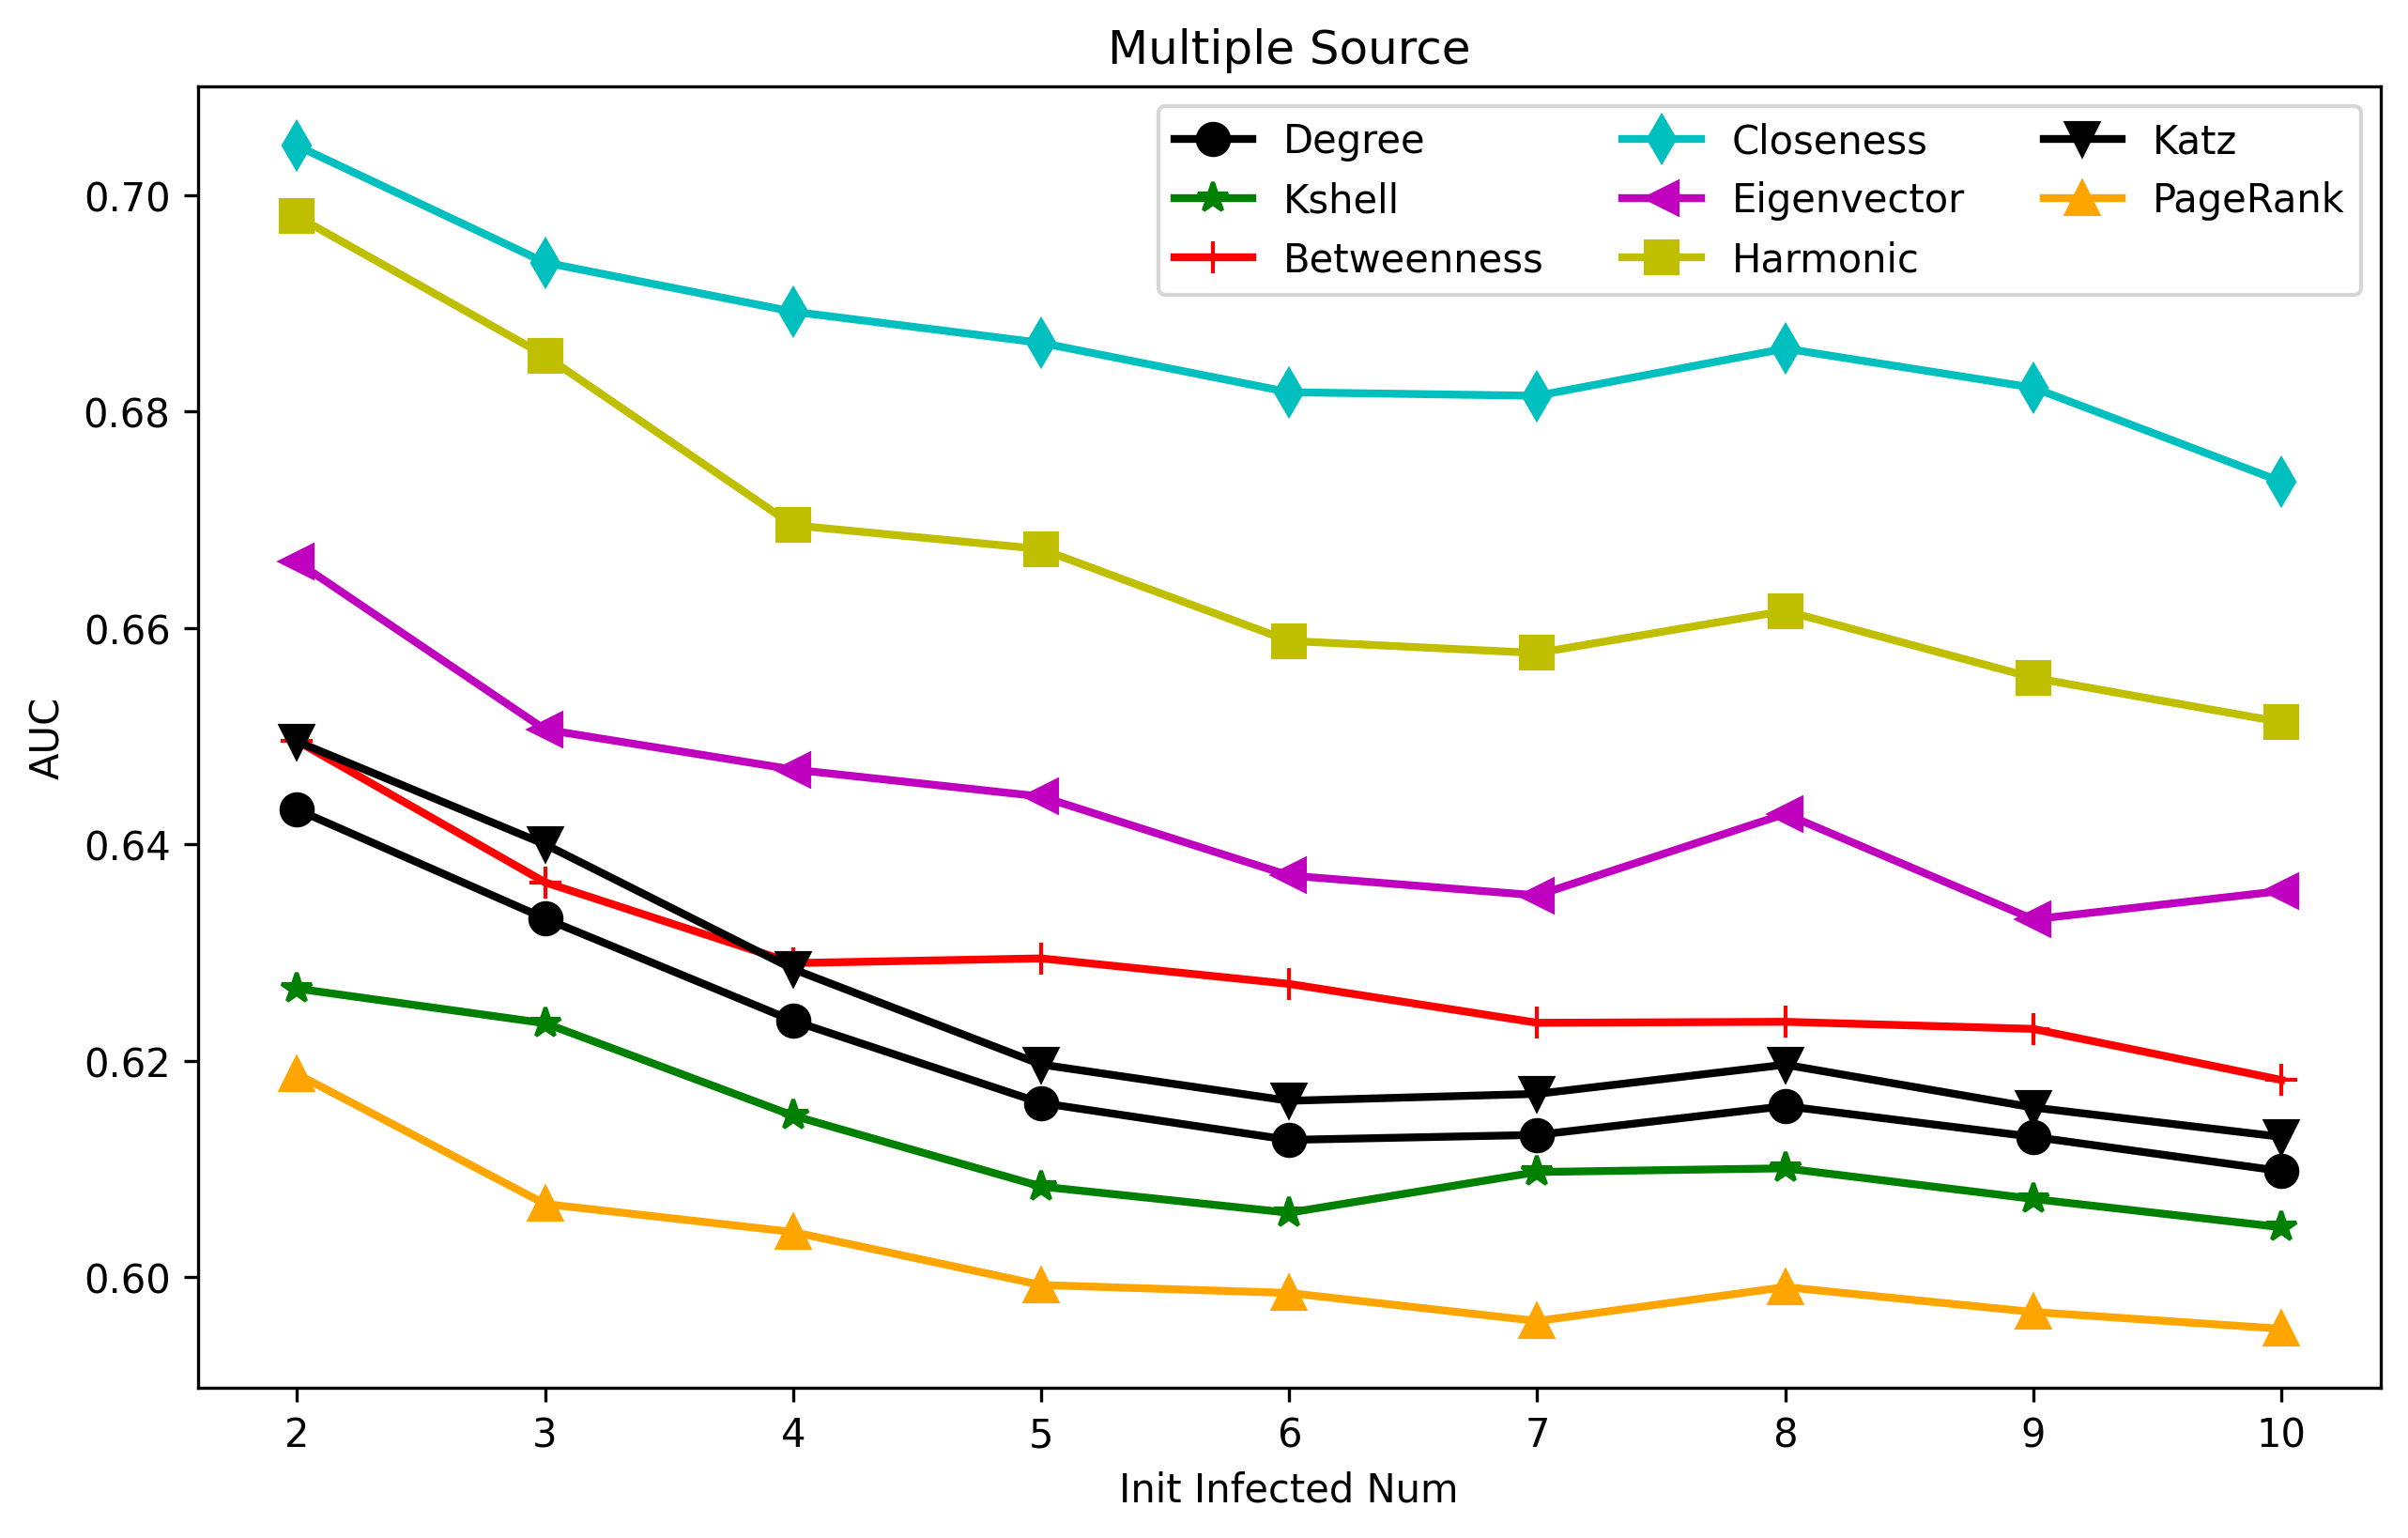 Multiple Source
Degree
Kshell
Betweenness
Closeness
Eigenvector
Harmonic
Katz
PageRank
AUC
0.70
0.68
0.66
0.64
0.62
0.60
2 3 4 5 6 7 8 9 10
Init Infected Num